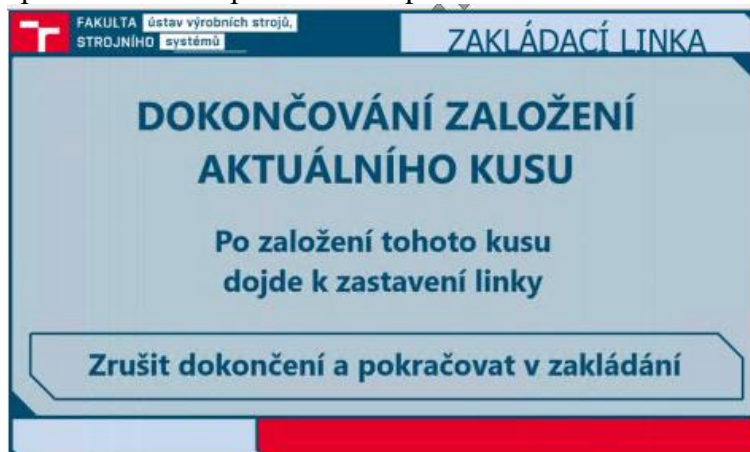 FAKULTA ústav výrobních strojů,
STROJNÍHO systémů
ZAKLÁDACÍ LINKA
DOKONČOVÁNÍ ZALOŽENÍ
AKTUÁLNÍHO KUSU
Po založení tohoto kusu
dojde k zastavení linky
Zrušit dokončení a pokračovat v zakládání